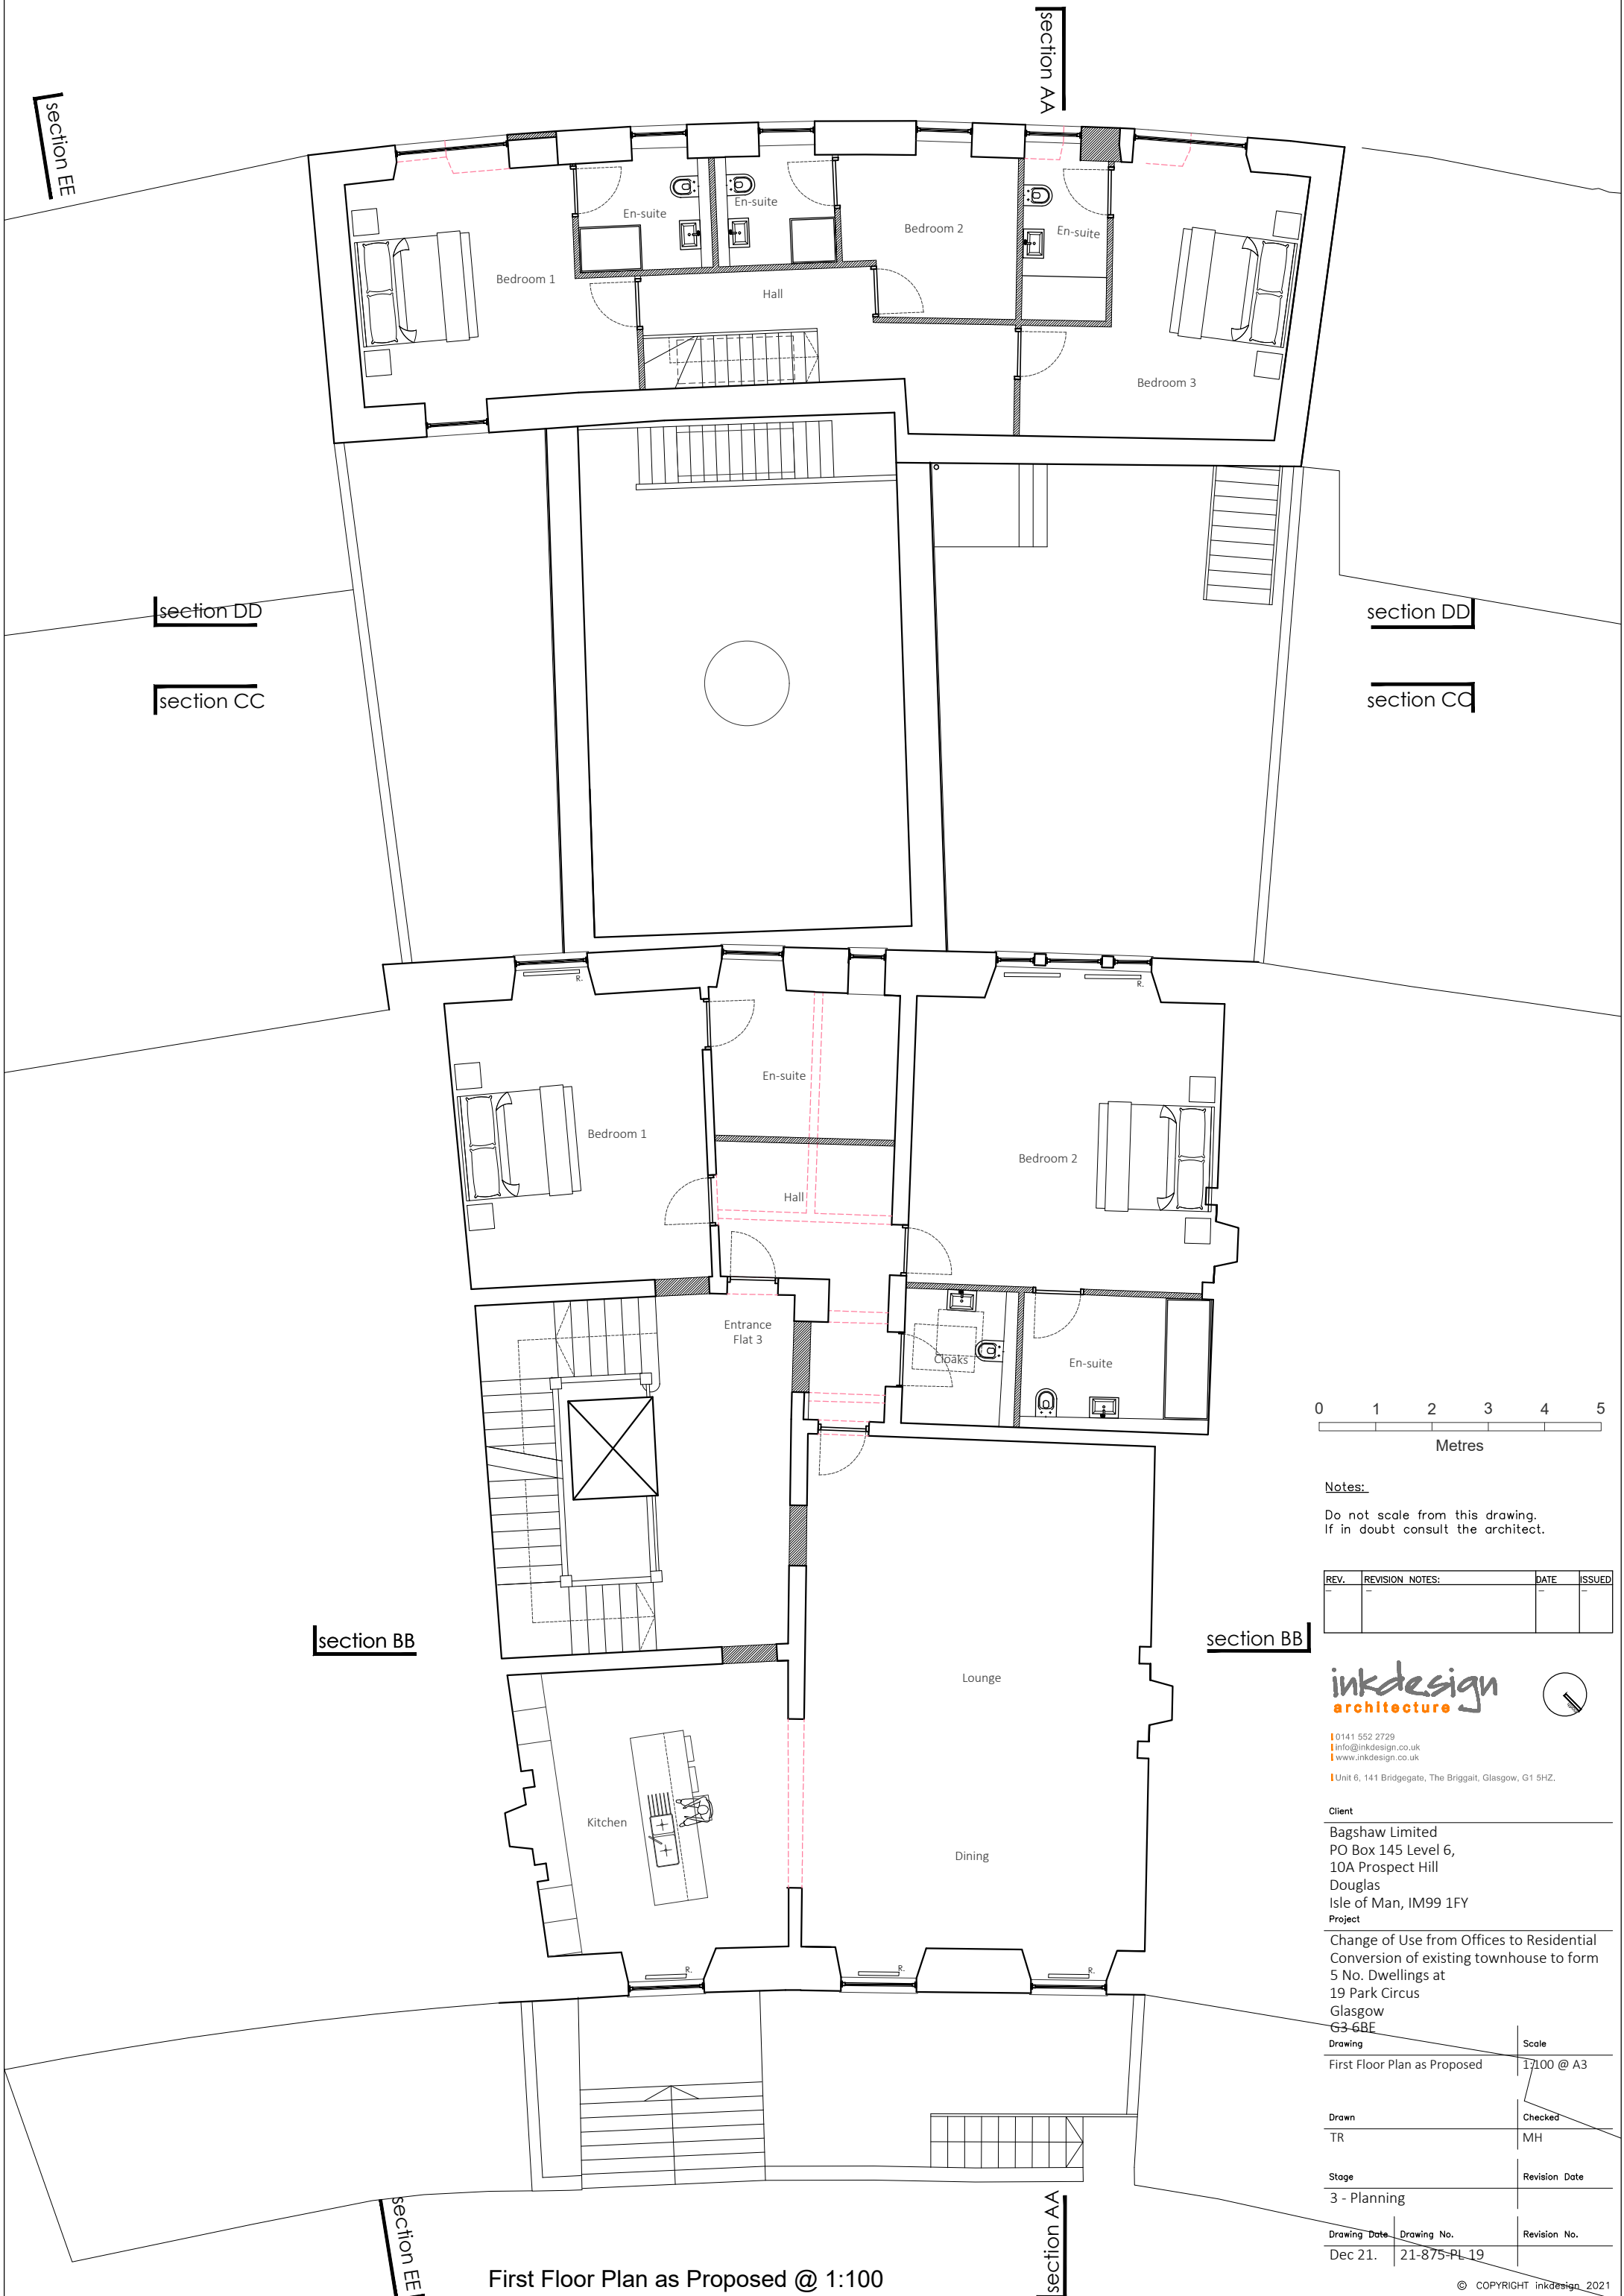 section AA
section EE
En-suite
En-suite
Bedroom 2
En-suite
Bedroom 1
Hall
Bedroom 3
section DD
section DD
section CC
section CC
R.
R.
En-suite
Bedroom 1
Bedroom 2
Hall
Entrance
Flat 3
Cloaks
En-suite
0 1 2 3 4 5
Metres
Notes:
Do not scale from this drawing.
If in doubt consult the architect.
REV. REVISION NOTES: DATE ISSUED
– – – –
section BB
section BB
Lounge
Kitchen
Dining
R.
R.
R.
inkdesign
architecture
0141 552 2729
info@inkdesign.co.uk
www.inkdesign.co.uk
Unit 6, 141 Bridgegate, The Briggait, Glasgow, G1 5HZ.
Client
Bagshaw Limited
PO Box 145 Level 6,
10A Prospect Hill
Douglas
Isle of Man, IM99 1FY
Project
Change of Use from Offices to Residential
Conversion of existing townhouse to form
5 No. Dwellings at
19 Park Circus
Glasgow
G3 6BE
Drawing Scale
First Floor Plan as Proposed 1:100 @ A3
Drawn Checked
TR MH
Stage Revision Date
3 - Planning
Drawing Date Drawing No. Revision No.
Dec 21. 21-875-PL 19
section EE
section AA
First Floor Plan as Proposed @ 1:100
© COPYRIGHT inkdesign 2021